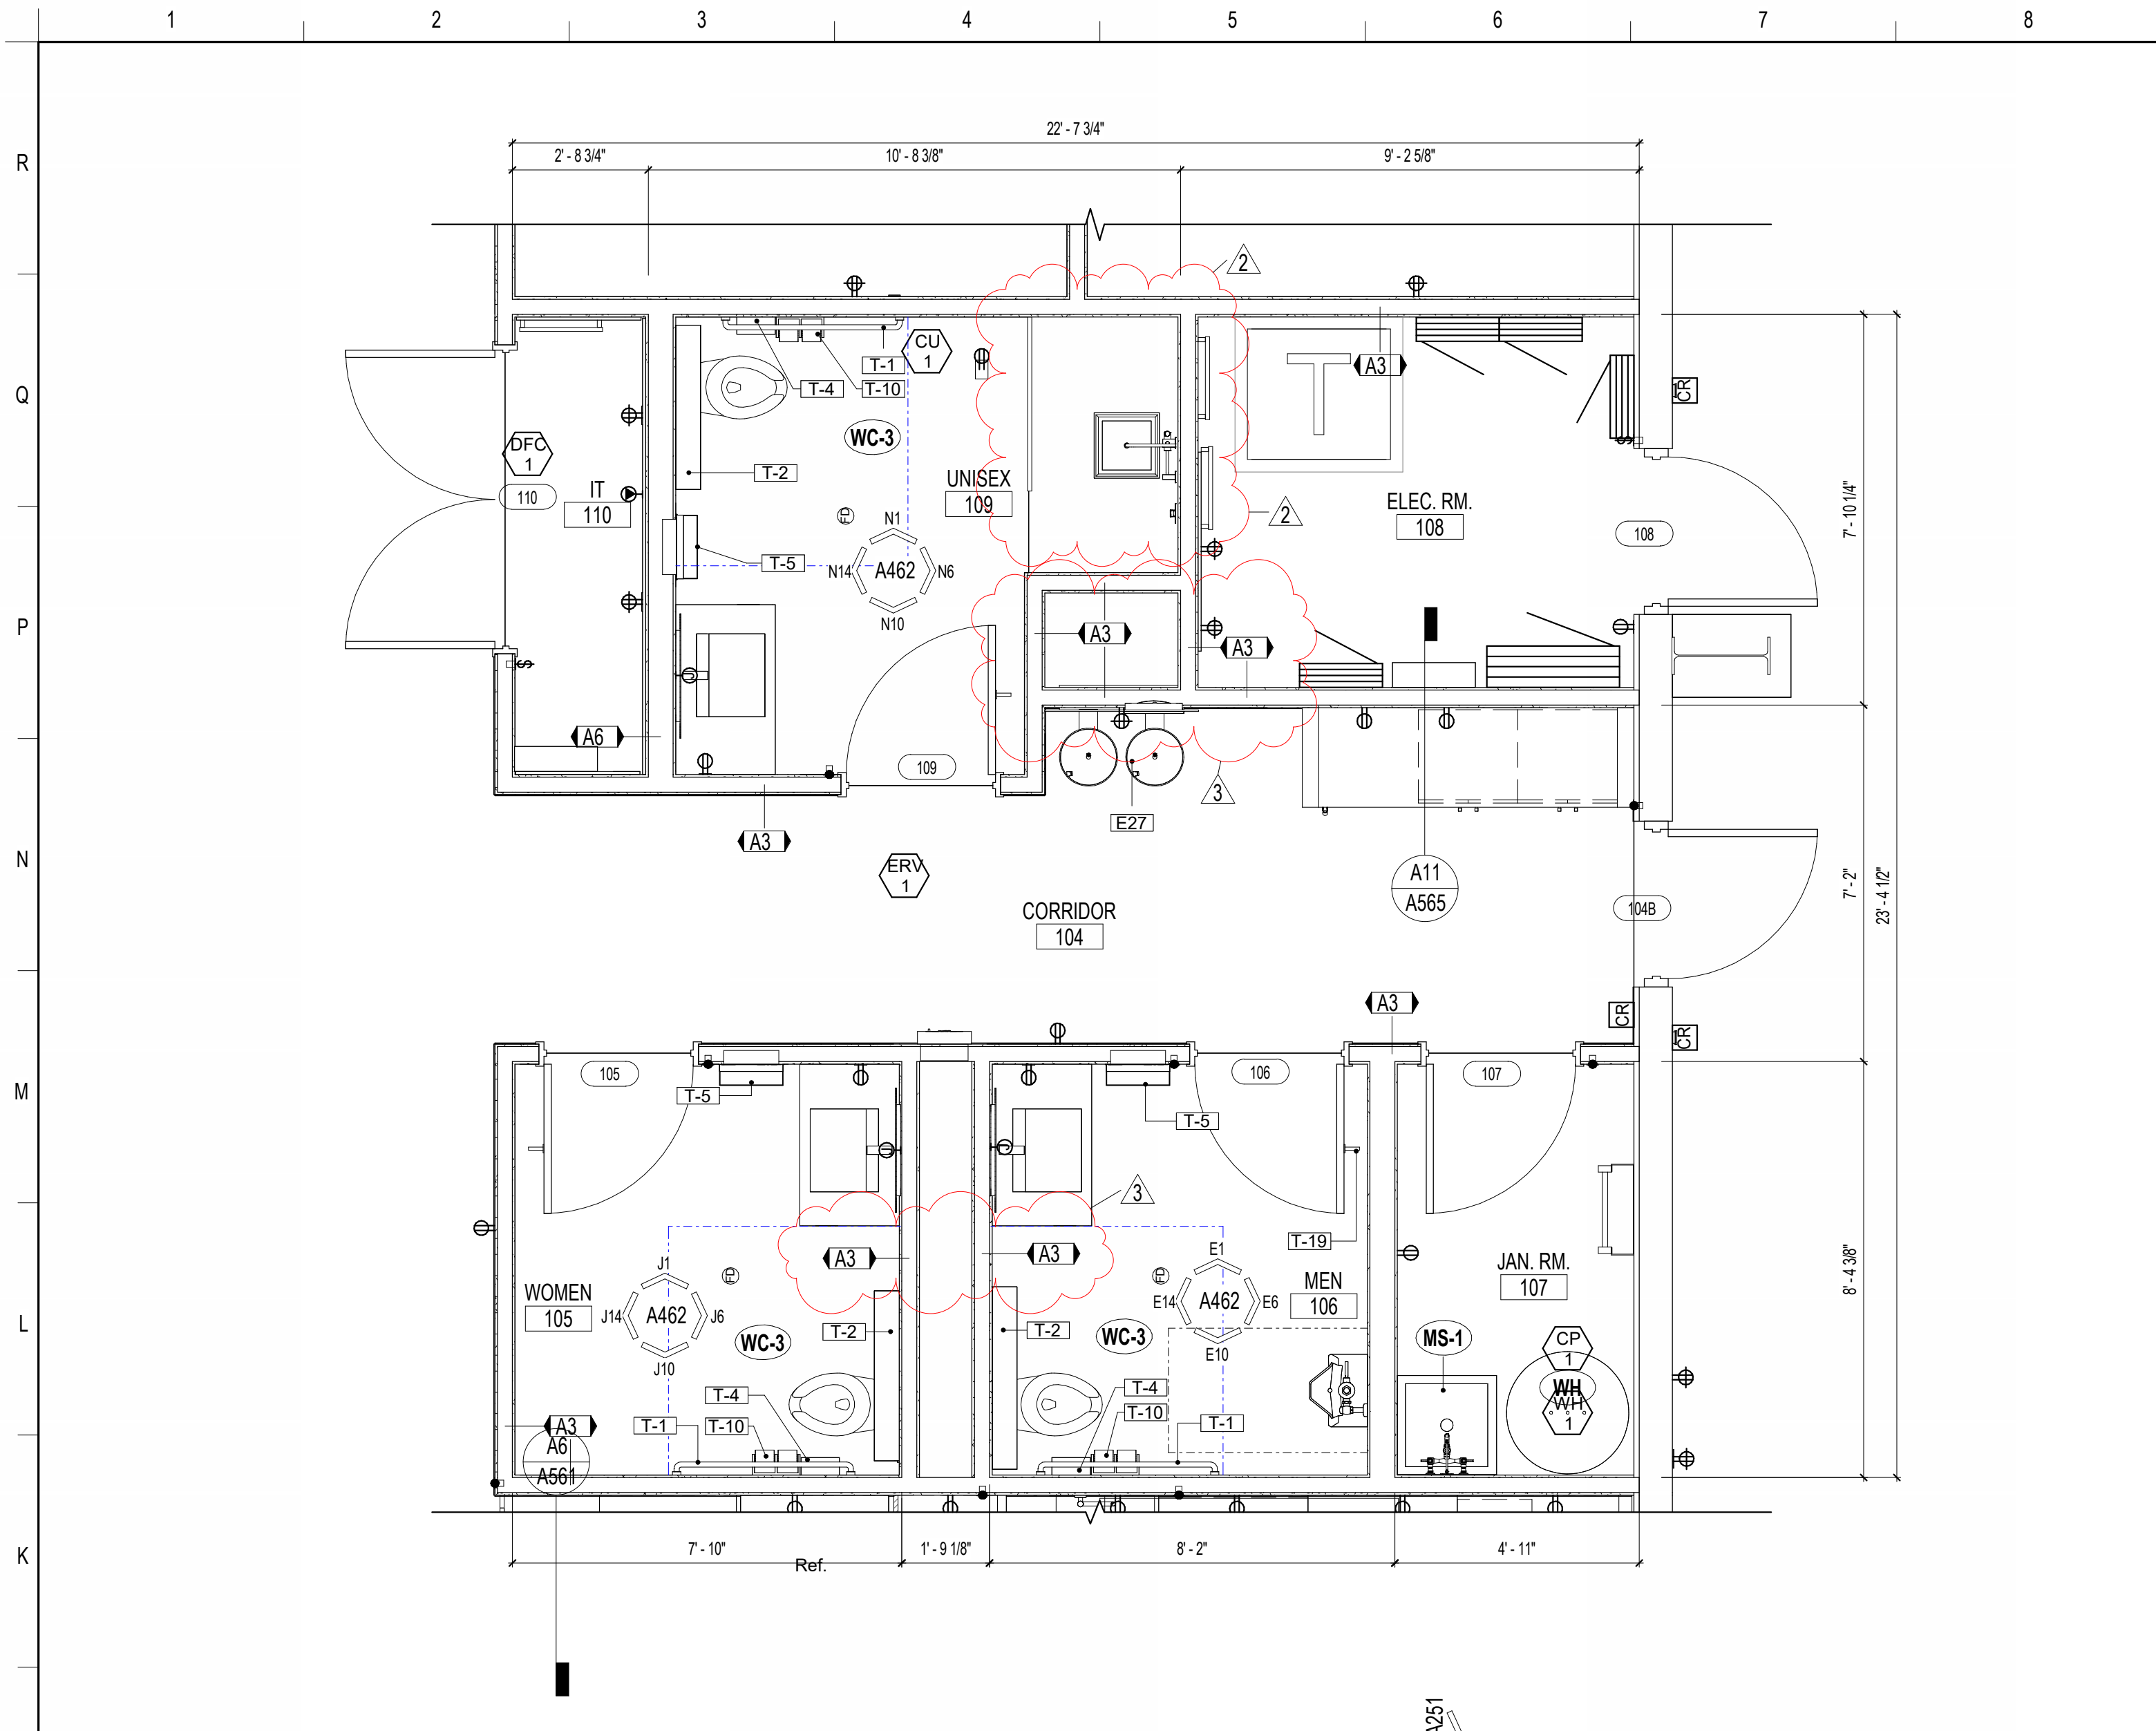 1 2 3 4 5 6 7 8
R
22' - 7 3/4"
2' - 8 3/4" 10' - 8 3/8" 9' - 2 5/8"
2
Q
CU
1
T-1
T-4 T-10
A3
CR
DFC
1
WC-3
T-2
110
IT
110
UNISEX
109
2
ELEC. RM.
108
108
7' - 10 1/4"
FD
N1
T-5
N14 A462 N6
N10
P
A3
A3
S
S
J
A6
109
3
E27
A3
N
ERV
1
A11
A565
104B
7' - 2"
23' - 4 1/2"
CORRIDOR
104
A3
CR
CR
M
105
T-5
106
T-5
107
J
J
3
A3 A3
T-19
J1
FD
E1
FD
WOMEN
105
J14 A462 J6
J10
WC-3
T-2
T-2
WC-3
E14 A462 E6
E10
MEN
106
JAN. RM.
107
8' - 4 3/8"
L
MS-1
CP
1
WH
WH
1
T-4
T-1 T-10
T-4
T-10
T-1
A3
A6
A561
K
7' - 10" 1' - 9 1/8" 8' - 2" 4' - 11"
Ref.
A251